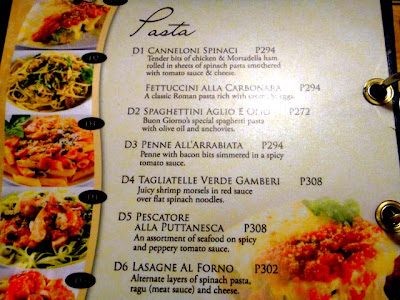 Pasta
D1 Canneloni Spinaci P294
Tender bits of chicken & Mortadella ham
rolled in sheets of spinach pasta smothered
with tomato sauce & cheese.
Fettuccini alla Carbonara P294
A classic Roman pasta rich with eggs.
D2 Spaghettini Aglio E Olio P272
Buon Giorno's special spaghetti pasta
with olive oil and anchovies.
D3 Penne All'Arrabiata P294
Penne with bacon bits simmered in a spicy
tomato sauce.
D4 Tagliatelle Verde Gamberi P308
Juicy shrimp morsels in red sauce
over flat spinach noodles.
D5 Pescatore
alla Puttanesca P308
An assortment of seafood on spicy
and peppery tomato sauce.
D6 Lasagne Al Forno P302
Alternate layers of spinach pasta,
ragu (meat sauce) and cheese.